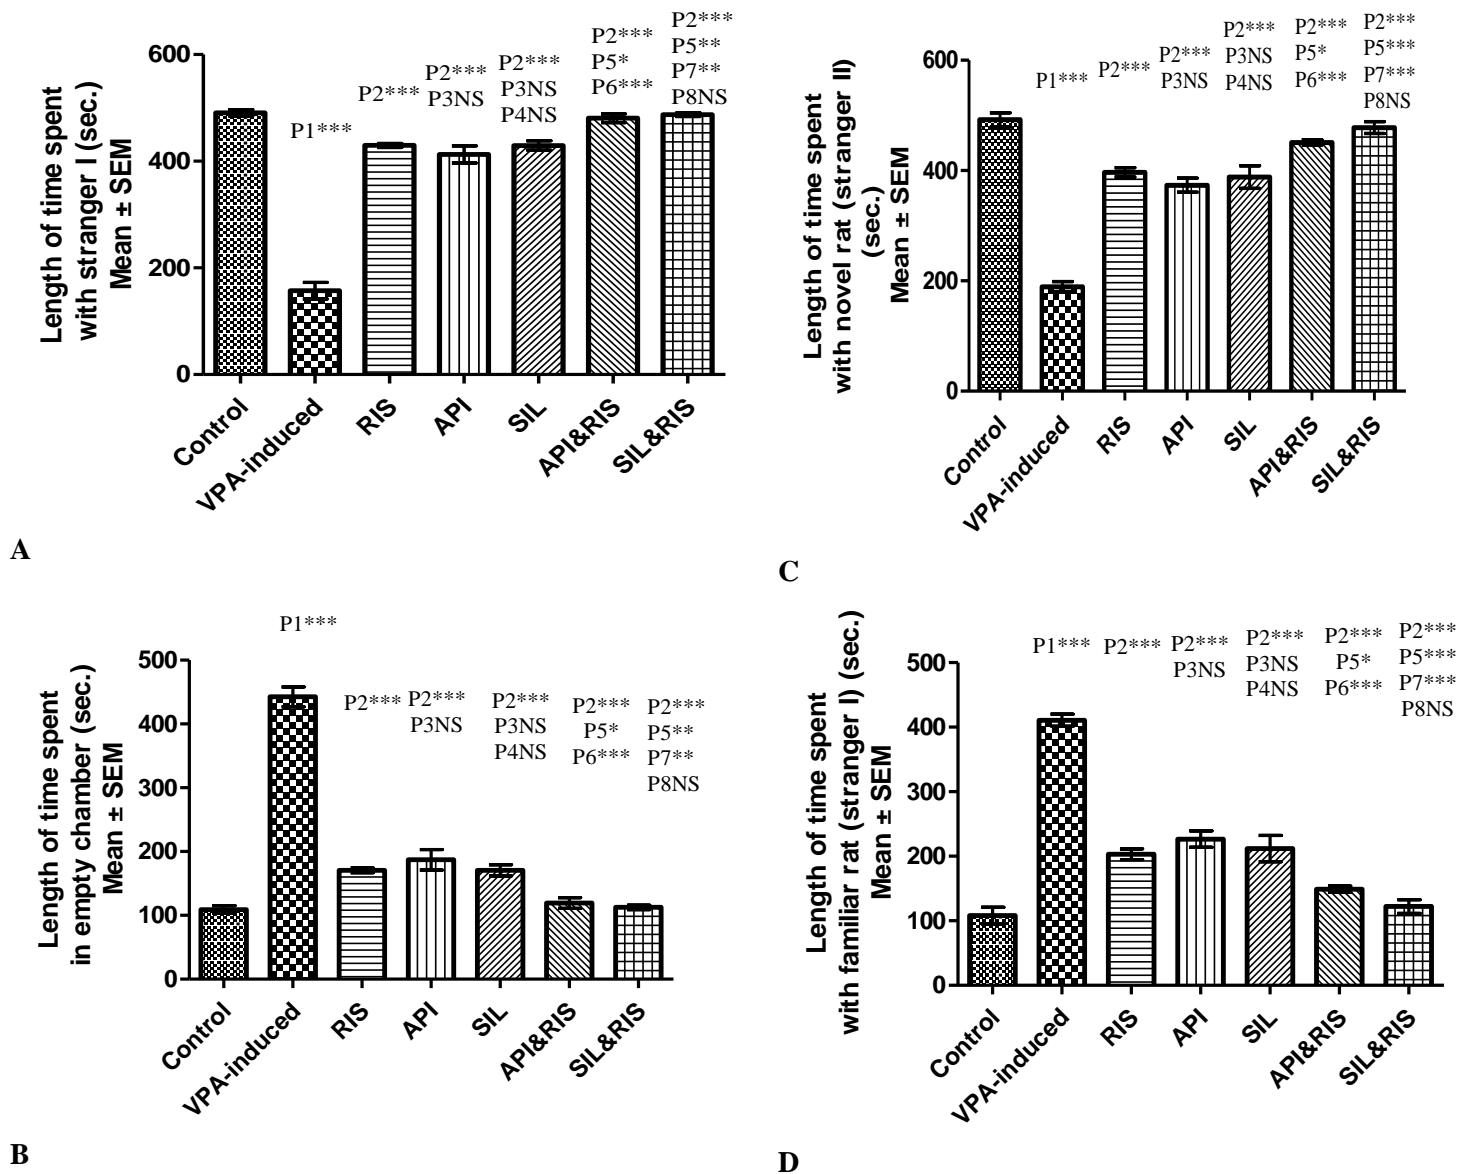 Length of time spent
with stranger I (sec.)
Mean ± SEM
600
400
200
0
P1***
P2***
P2***
P3NS
P2***
P3NS
P4NS
P2***
P5*
P6***
P2***
P5**
P7**
P8NS
Control
VPA-induced
RIS
API
SIL
API&RIS
SIL&RIS
A
Length of time spent
with novel rat (stranger II)
(sec.)
Mean ± SEM
600
400
200
0
P1***
P2***
P2***
P3NS
P2***
P3NS
P4NS
P2***
P5*
P6***
P2***
P5***
P7***
P8NS
Control
VPA-induced
RIS
API
SIL
API&RIS
SIL&RIS
C
Length of time spent
in empty chamber (sec.)
Mean ± SEM
500
400
300
200
100
0
P1***
P2***
P2***
P3NS
P2***
P3NS
P4NS
P2***
P5*
P6***
P2***
P5**
P7**
P8NS
Control
VPA-induced
RIS
API
SIL
API&RIS
SIL&RIS
B
Length of time spent
with familiar rat (stranger I) (sec.)
Mean ± SEM
500
400
300
200
100
0
P1***
P2***
P2***
P3NS
P2***
P3NS
P4NS
P2***
P5*
P6***
P2***
P5***
P7***
P8NS
Control
VPA-induced
RIS
API
SIL
API&RIS
SIL&RIS
D